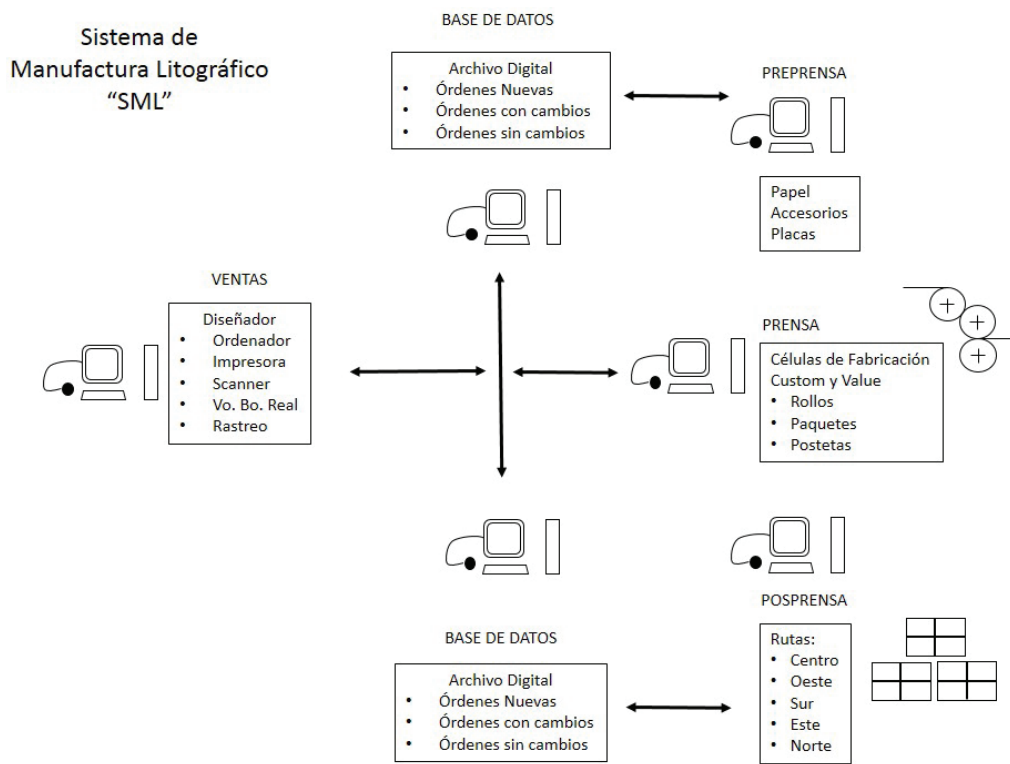 Sistema de
Manufactura Litográfico
“SML”
BASE DE DATOS
Archivo Digital
• Órdenes Nuevas
• Órdenes con cambios
• Órdenes sin cambios
PREPRENSA
Papel
Accesorios
Placas
VENTAS
Diseñador
• Ordenador
• Impresora
• Scanner
• Vo. Bo. Real
• Rastreo
PRENSA
Células de Fabricación
Custom y Value
• Rollos
• Paquetes
• Postetas
BASE DE DATOS
Archivo Digital
• Órdenes Nuevas
• Órdenes con cambios
• Órdenes sin cambios
POSPRENSA
Rutas:
• Centro
• Oeste
• Sur
• Este
• Norte